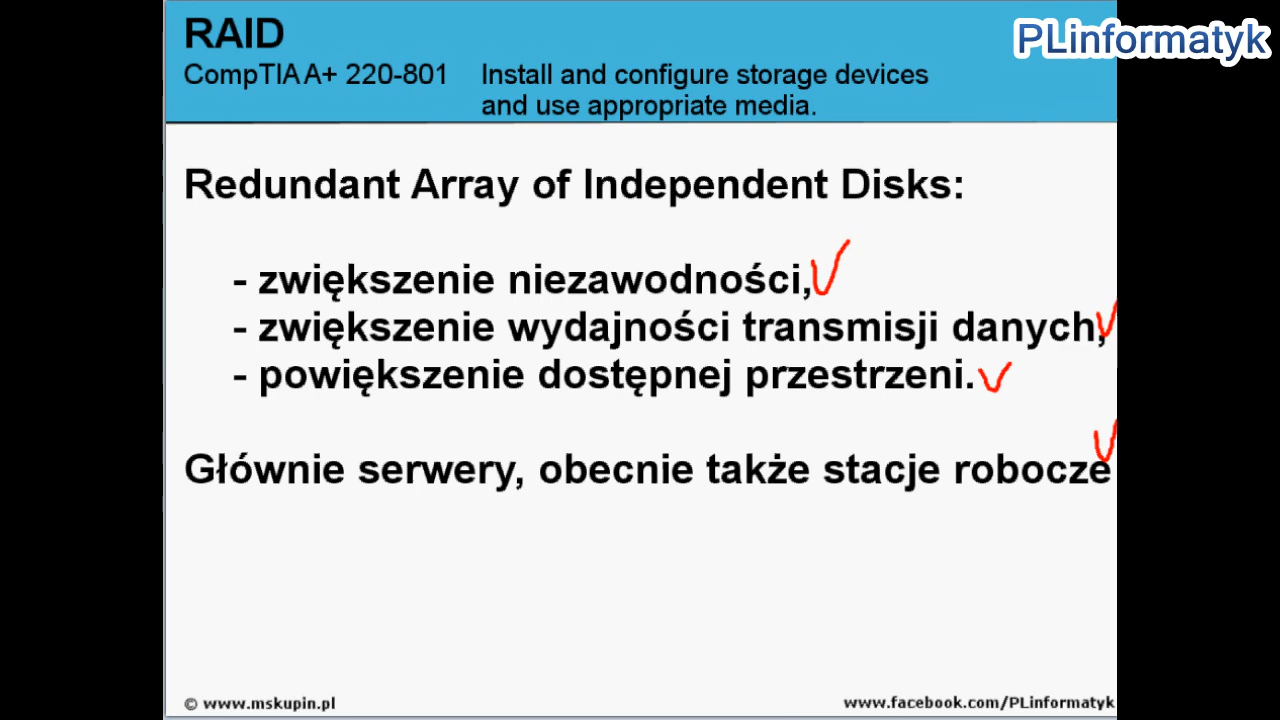 RAID
PLinformatyk
CompTIA A+ 220-801 Install and configure storage devices
and use appropriate media.
Redundant Array of Independent Disks:
- zwiększenie niezawodności,
- zwiększenie wydajności transmisji danych,
- powiększenie dostępnej przestrzeni.
Głównie serwery, obecnie także stacje robocze
© www.mskupin.pl
www.facebook.com/PLinformatyk